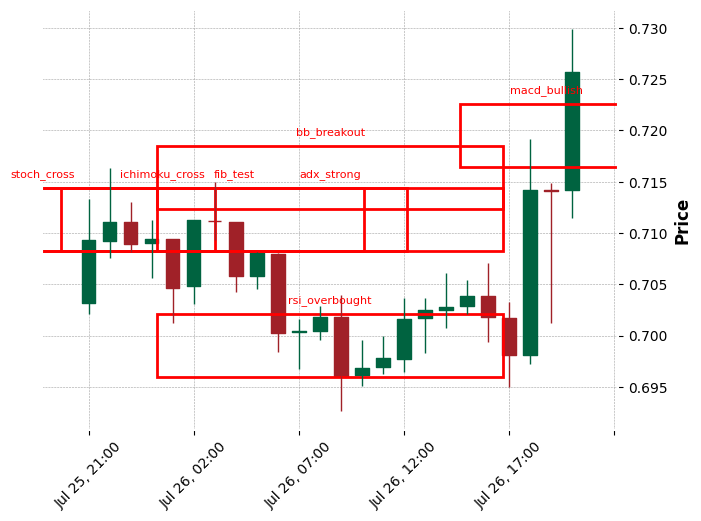 0.730
0.725
macd_bullish
0.720
bb_breakout
0.715
stoch_cross
ichimoku_cross
fib_test
adx_strong
0.710
Price
0.705
rsi_overbought
0.700
0.695
Jul 25, 21:00
Jul 26, 02:00
Jul 26, 07:00
Jul 26, 12:00
Jul 26, 17:00